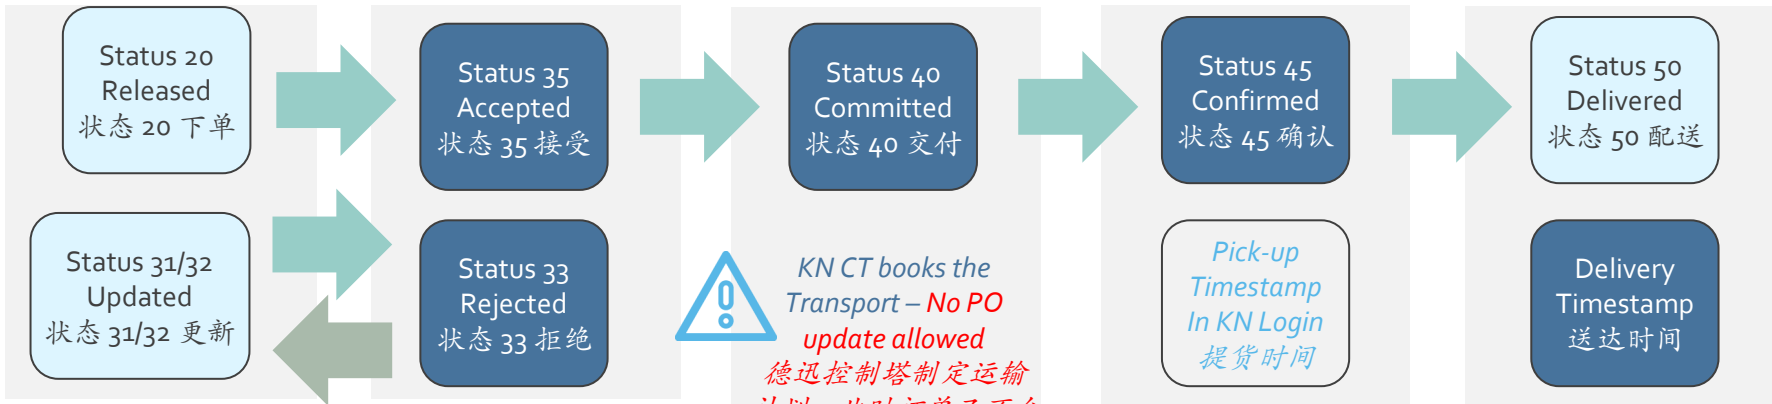 Status 20
Released
状态 20 下单
Status 35
Accepted
状态 35 接受
Status 40
Committed
状态 40 交付
Status 45
Confirmed
状态 45 确认
Status 50
Delivered
状态 50 配送
Status 31/32
Updated
状态 31/32 更新
Status 33
Rejected
状态 33 拒绝
KN CT books the
Transport – No PO
update allowed
德迅控制塔制定运输
Pick-up
Timestamp
In KN Login
提货时间
Delivery
Timestamp
送达时间